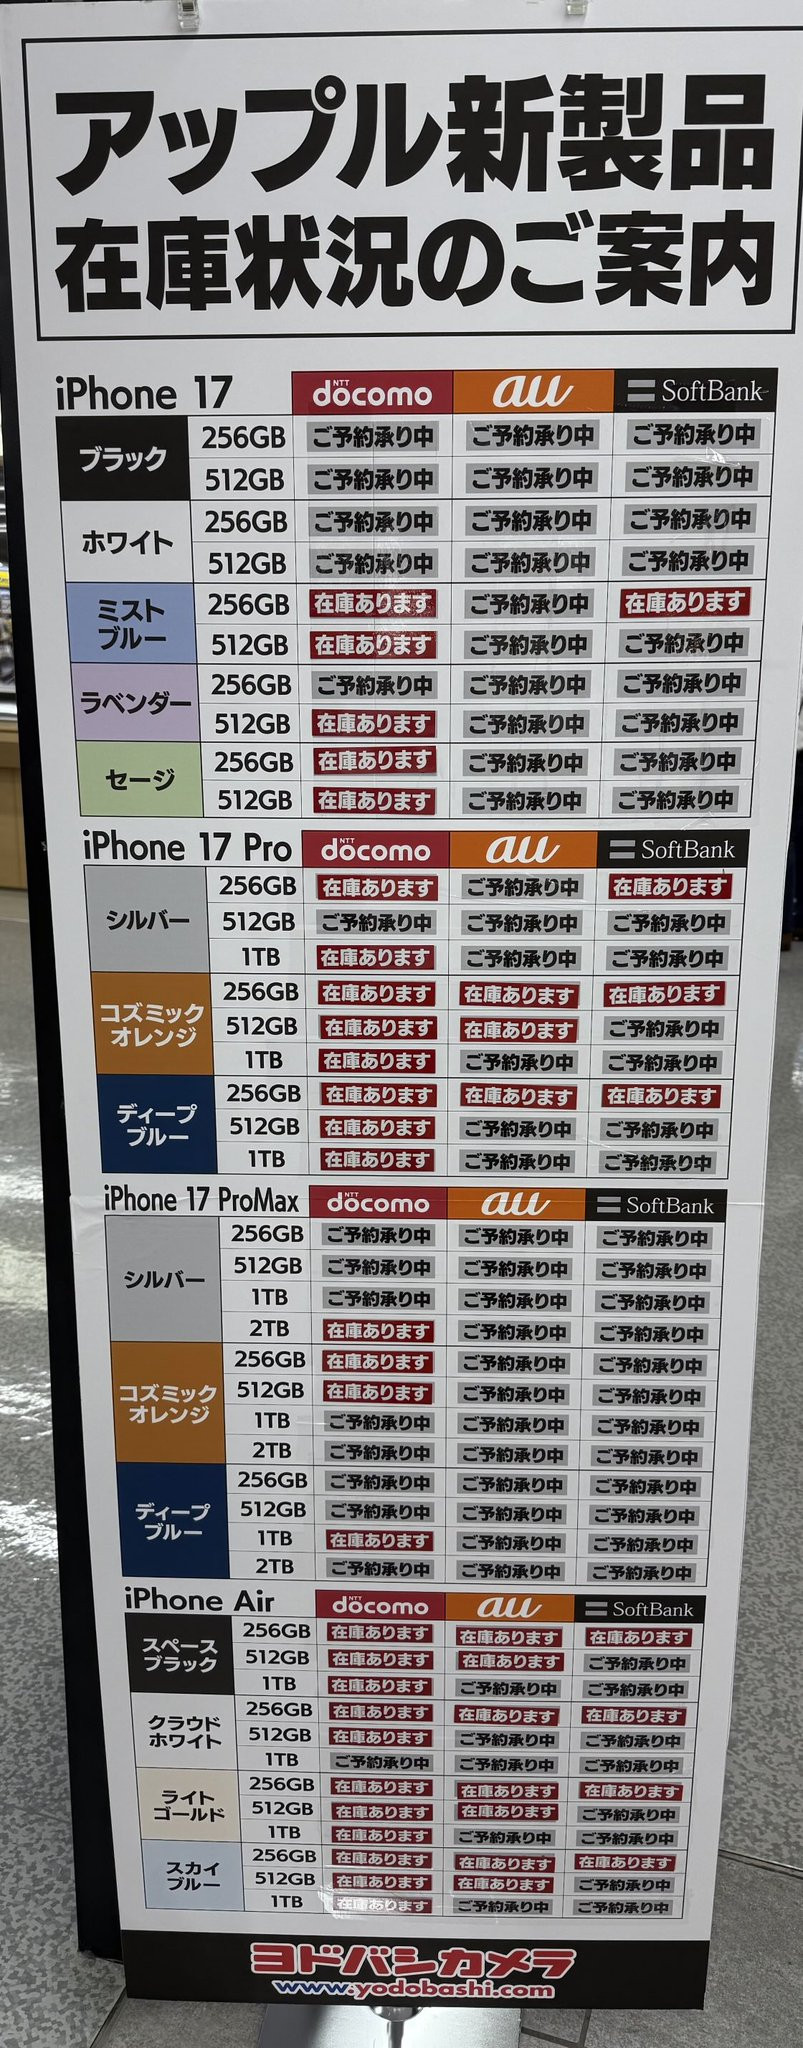 アップル新製品
在庫状況のご案内
iPhone 17 NTT docomo au SoftBank
ブラック 256GB ご予約承り中 ご予約承り中 ご予約承り中
512GB ご予約承り中 ご予約承り中 ご予約承り中
ホワイト 256GB ご予約承り中 ご予約承り中 ご予約承り中
512GB ご予約承り中 ご予約承り中 ご予約承り中
ミスト 256GB 在庫あります ご予約承り中 在庫あります
ブルー 512GB 在庫あります ご予約承り中 ご予約承り中
ラベンダー 256GB ご予約承り中 ご予約承り中 ご予約承り中
512GB 在庫あります ご予約承り中 ご予約承り中
セージ 256GB 在庫あります ご予約承り中 ご予約承り中
512GB 在庫あります ご予約承り中 ご予約承り中
iPhone 17 Pro NTT docomo au SoftBank
シルバー 256GB 在庫あります ご予約承り中 在庫あります
512GB ご予約承り中 ご予約承り中 ご予約承り中
1TB 在庫あります ご予約承り中 ご予約承り中
コズミック 256GB 在庫あります 在庫あります 在庫あります
オレンジ 512GB 在庫あります 在庫あります ご予約承り中
1TB 在庫あります ご予約承り中 ご予約承り中
ディープ 256GB 在庫あります 在庫あります 在庫あります
ブルー 512GB 在庫あります ご予約承り中 ご予約承り中
1TB 在庫あります ご予約承り中 ご予約承り中
iPhone 17 ProMax NTT docomo au SoftBank
シルバー 256GB ご予約承り中 ご予約承り中 ご予約承り中
512GB ご予約承り中 ご予約承り中 ご予約承り中
1TB ご予約承り中 ご予約承り中 ご予約承り中
2TB 在庫あります ご予約承り中 ご予約承り中
コズミック 256GB 在庫あります ご予約承り中 ご予約承り中
オレンジ 512GB 在庫あります ご予約承り中 ご予約承り中
1TB ご予約承り中 ご予約承り中 ご予約承り中
2TB ご予約承り中 ご予約承り中 ご予約承り中
ディープ 256GB ご予約承り中 ご予約承り中 ご予約承り中
ブルー 512GB ご予約承り中 ご予約承り中 ご予約承り中
1TB 在庫あります ご予約承り中 ご予約承り中
2TB ご予約承り中 ご予約承り中 ご予約承り中
iPhone Air NTT docomo au SoftBank
スペース 256GB 在庫あります 在庫あります 在庫あります
ブラック 512GB 在庫あります 在庫あります ご予約承り中
1TB 在庫あります ご予約承り中 ご予約承り中
クラウド 256GB 在庫あります 在庫あります 在庫あります
ホワイト 512GB 在庫あります ご予約承り中 ご予約承り中
1TB ご予約承り中 ご予約承り中 ご予約承り中
ライト 256GB 在庫あります 在庫あります 在庫あります
ゴールド 512GB 在庫あります 在庫あります ご予約承り中
1TB 在庫あります ご予約承り中 ご予約承り中
スカイ 256GB 在庫あります 在庫あります 在庫あります
ブルー 512GB 在庫あります 在庫あります ご予約承り中
1TB 在庫あります ご予約承り中 ご予約承り中
ヨドバシカメラ
www.yodobashi.com